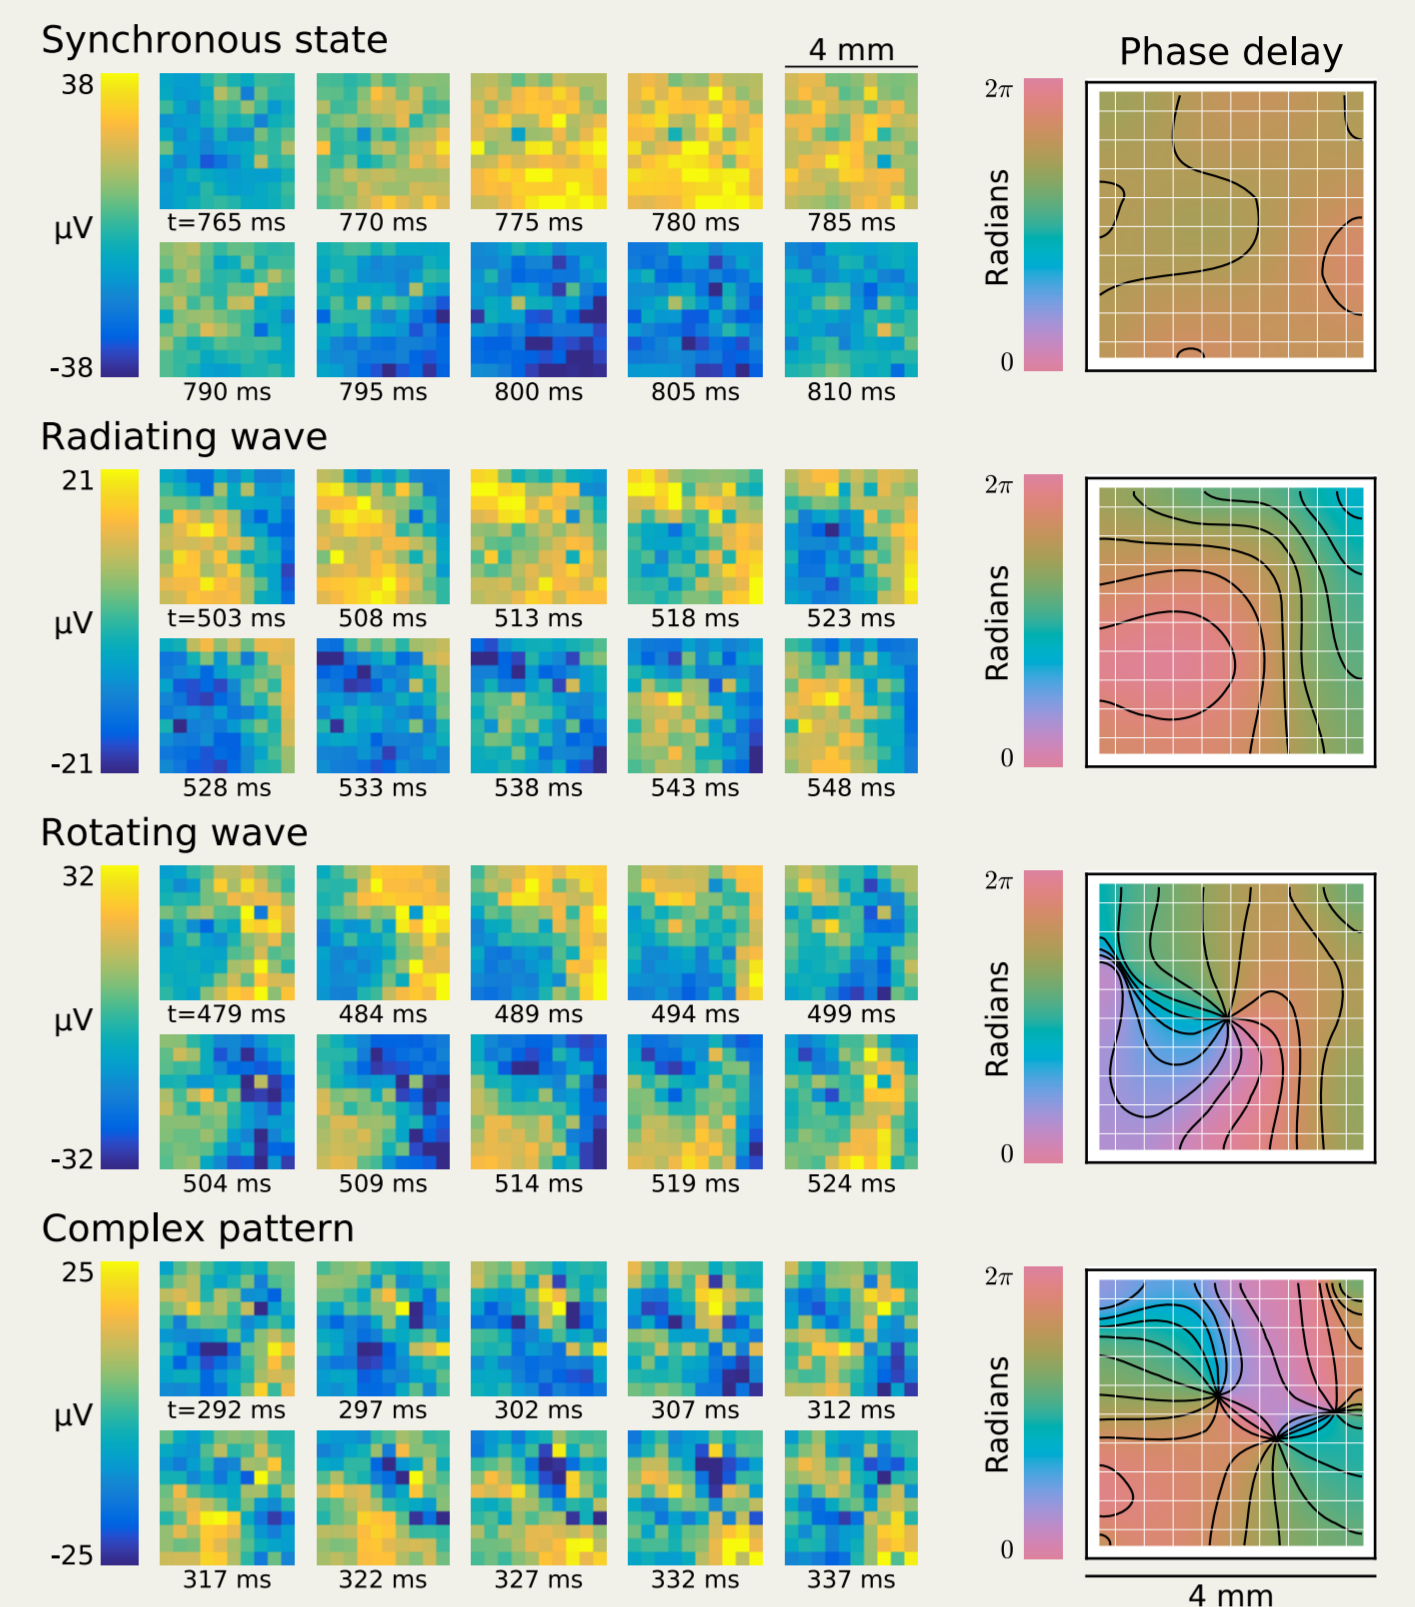 Synchronous state
4 mm
Phase delay
38
µV
-38
t=765 ms 770 ms 775 ms 780 ms 785 ms
790 ms 795 ms 800 ms 805 ms 810 ms
2π
Radians
0
Radiating wave
21
µV
-21
t=503 ms 508 ms 513 ms 518 ms 523 ms
528 ms 533 ms 538 ms 543 ms 548 ms
2π
Radians
0
Rotating wave
32
µV
-32
t=479 ms 484 ms 489 ms 494 ms 499 ms
504 ms 509 ms 514 ms 519 ms 524 ms
2π
Radians
0
Complex pattern
25
µV
-25
t=292 ms 297 ms 302 ms 307 ms 312 ms
317 ms 322 ms 327 ms 332 ms 337 ms
2π
Radians
0
4 mm